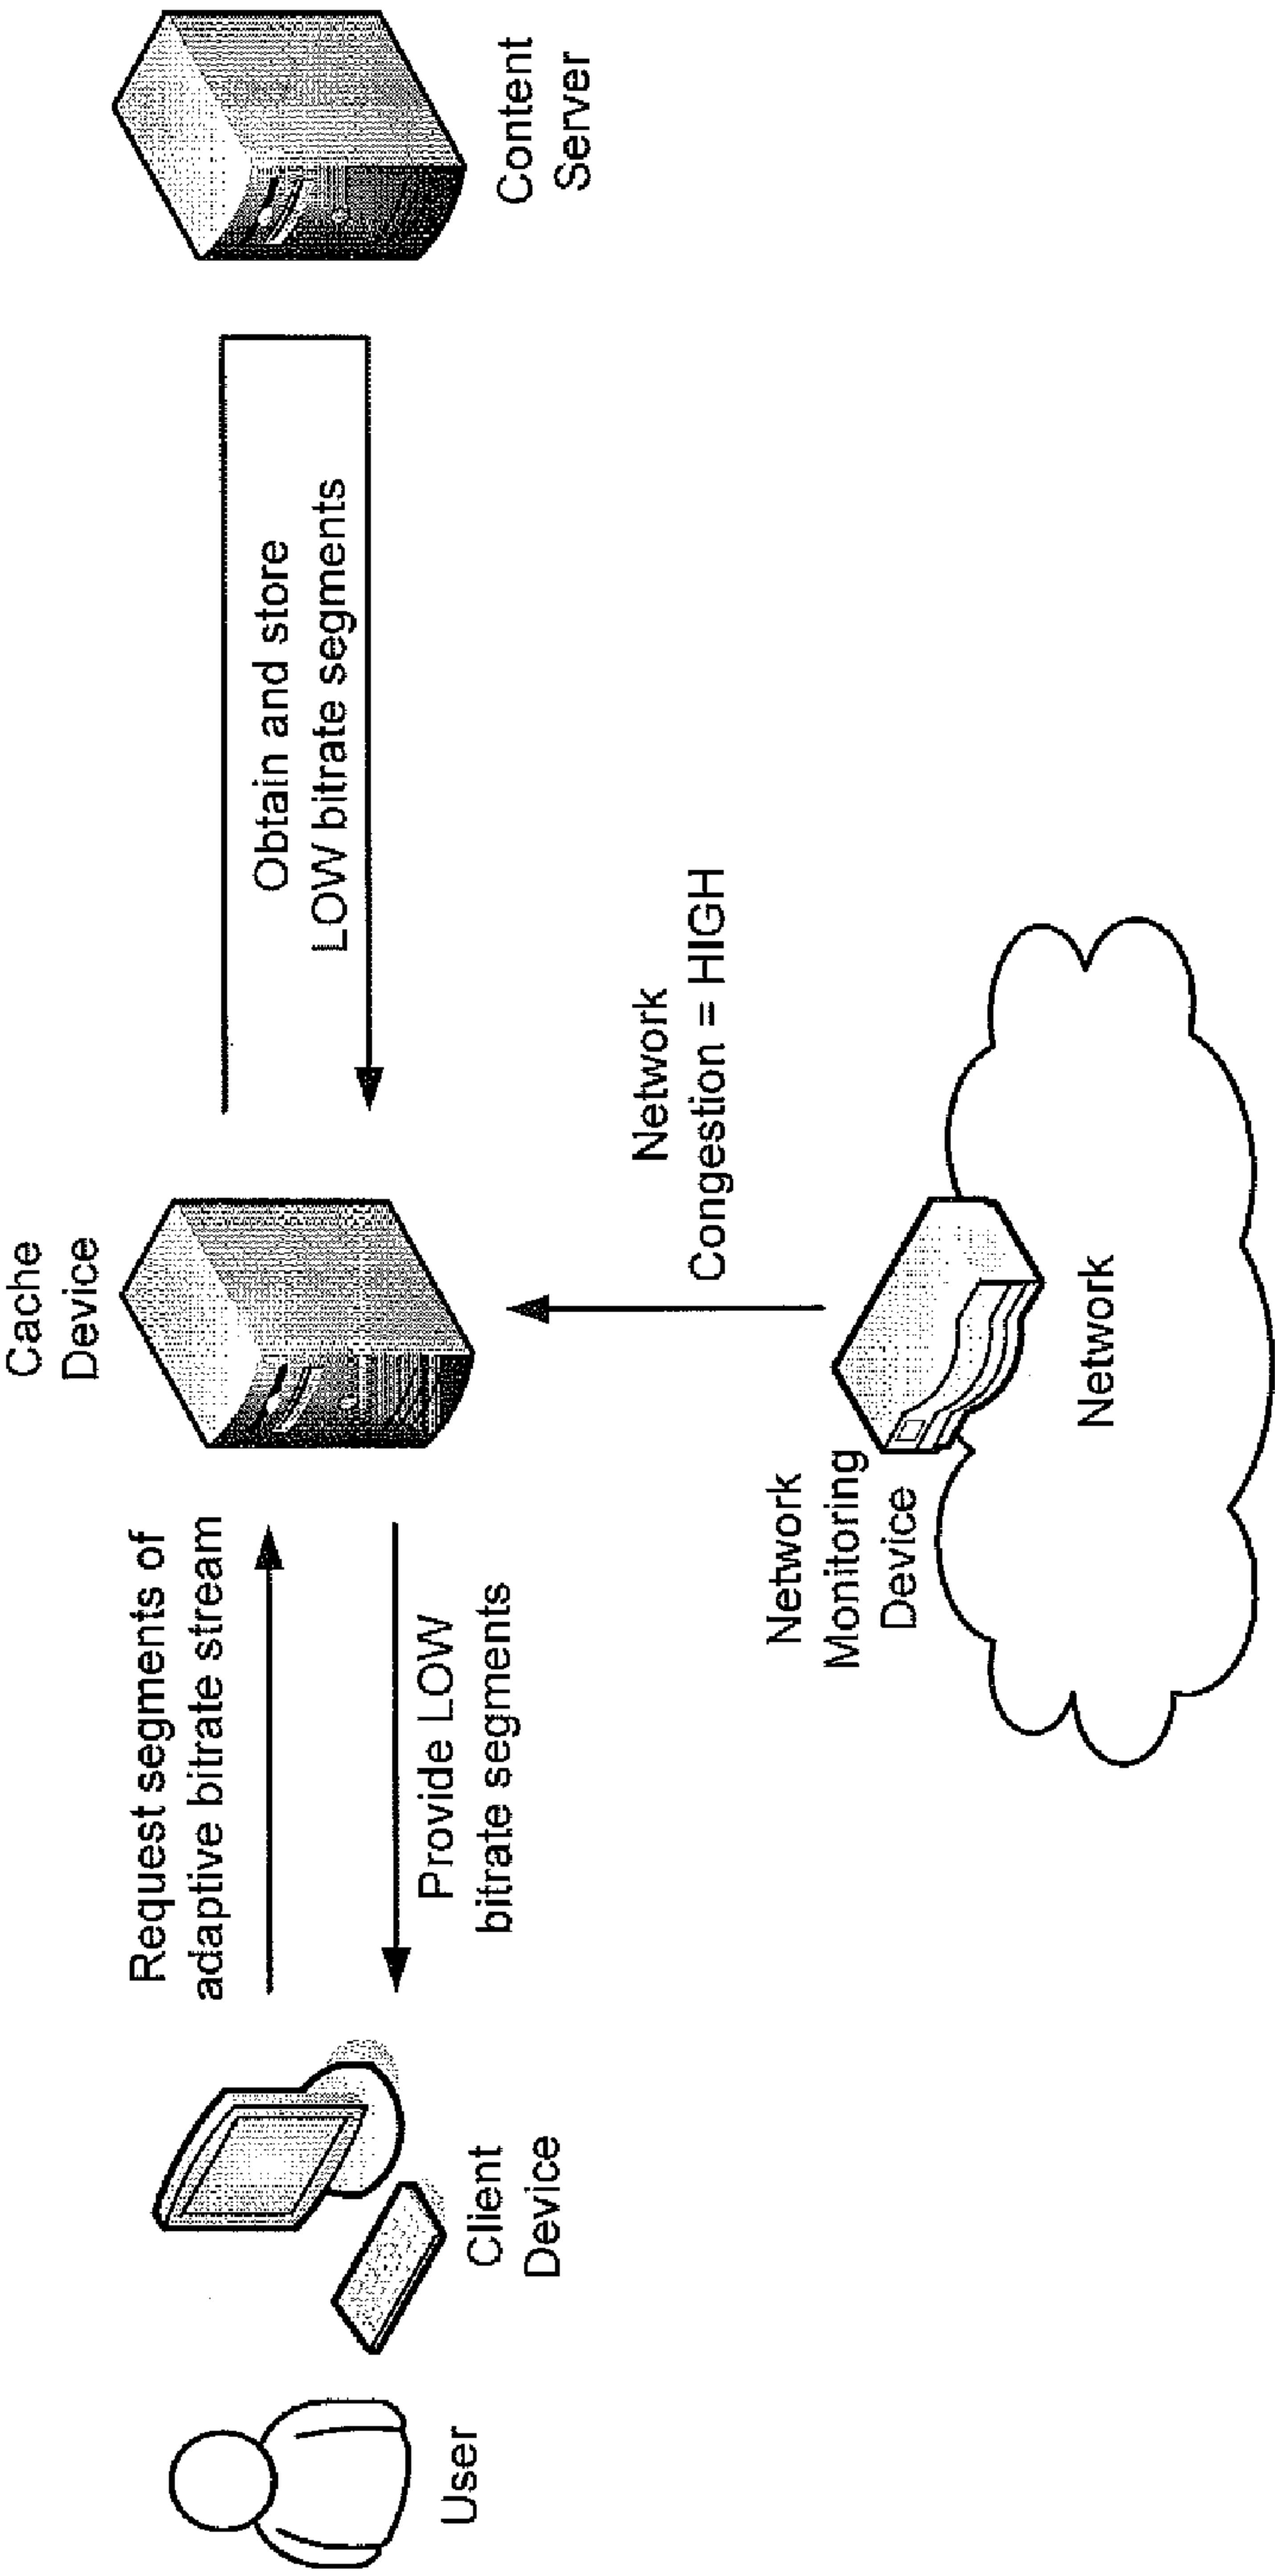 Cache
Device
Request segments of
adaptive bitrate stream
Provide LOW
bitrate segments
Obtain and store
LOW bitrate segments
User
Client
Device
Content
Server
Network
Congestion = HIGH
Network
Monitoring
Device
Network